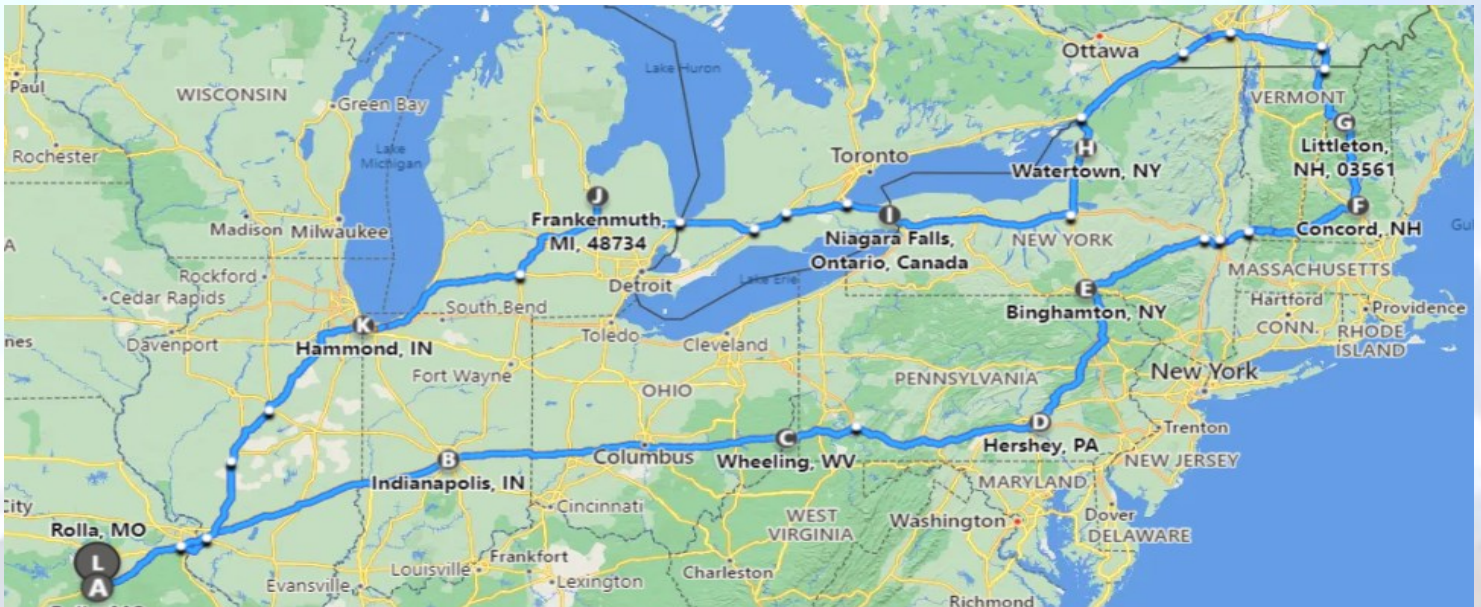 Ottawa
Lake Huron
Paul
WISCONSIN
Green Bay
VERMONT
G
Littleton,
NH, 03561
Rochester
Lake
Michigan
Toronto
H
Watertown, NY
J
Frankenmuth,
MI, 48734
I
Niagara Falls,
Ontario, Canada
F
Concord, NH
Madison
Milwaukee
NEW YORK
Rockford
Detroit
Lake Erie
MASSACHUSETTS
Cedar Rapids
South Bend
E
Binghamton, NY
Hartford
Providence
CONN.
RHODE
ISLAND
nes
Davenport
K
Hammond, IN
Toledo
Cleveland
Fort Wayne
OHIO
PENNSYLVANIA
New York
B
Indianapolis, IN
Columbus
C
Wheeling, WV
D
Hershey, PA
Trenton
NEW JERSEY
MARYLAND
City
Cincinnati
WEST
VIRGINIA
Washington
Dover
DELAWARE
Rolla, MO
L
A
Evansville
Louisville
Frankfort
Lexington
Charleston
Richmond